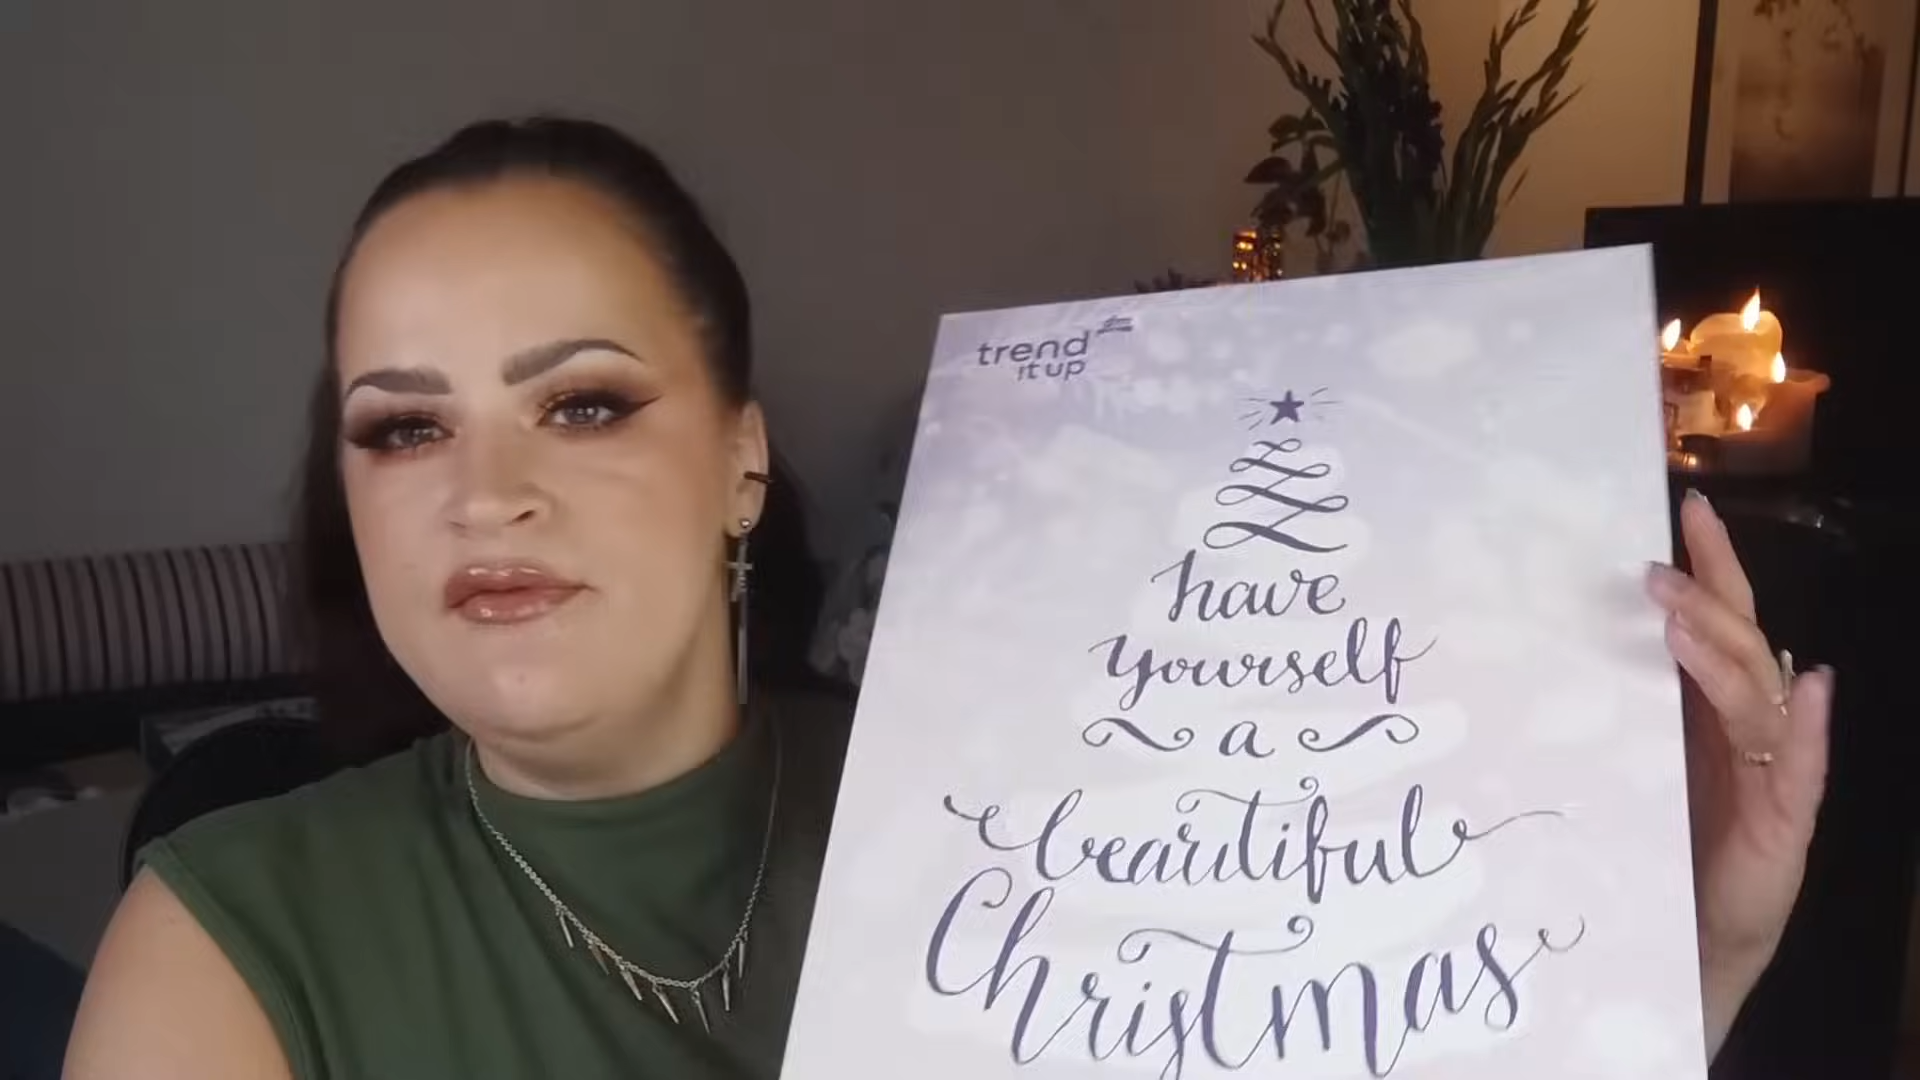 trend
it up
have
yourself
a
beautiful
Christmas